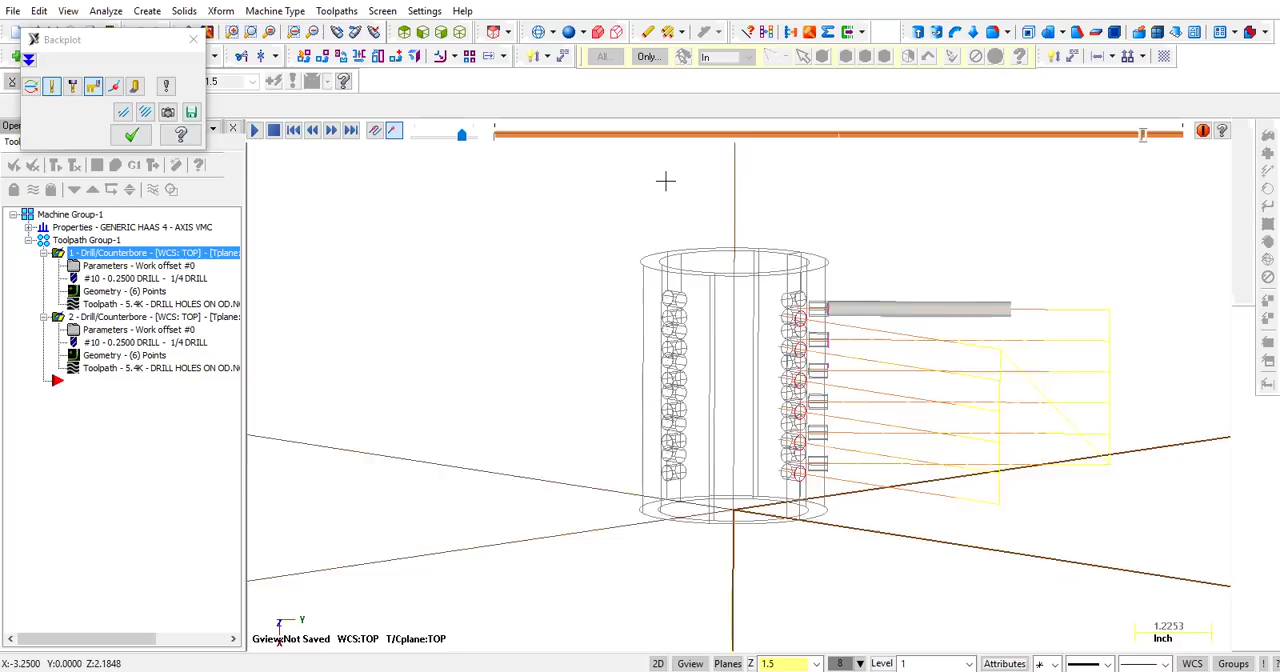 File Edit View Analyze Create Solids Xform Machine Type Toolpaths Screen Settings Help
Backplot
All... Only... In
1.5
G1
Machine Group-1
Properties - GENERIC HAAS 4 - AXIS VMC
Toolpath Group-1
1 - Drill/Counterbore - [WCS: TOP] - [Tplane:
Parameters - Work offset #0
#10 - 0.2500 DRILL - 1/4 DRILL
Geometry - (6) Points
Toolpath - 5.4K - DRILL HOLES ON OD.N
2 - Drill/Counterbore - [WCS: TOP] - [Tplane:
Parameters - Work offset #0
#10 - 0.2500 DRILL - 1/4 DRILL
Geometry - (6) Points
Toolpath - 5.4K - DRILL HOLES ON OD.N
Z Y
X
Gview:Not Saved WCS:TOP T/Cplane:TOP
1.2253
Inch
X:-3.2500 Y:0.0000 Z:2.1848
2D Gview Planes Z 1.5 8 Level 1 Attributes WCS Groups ?